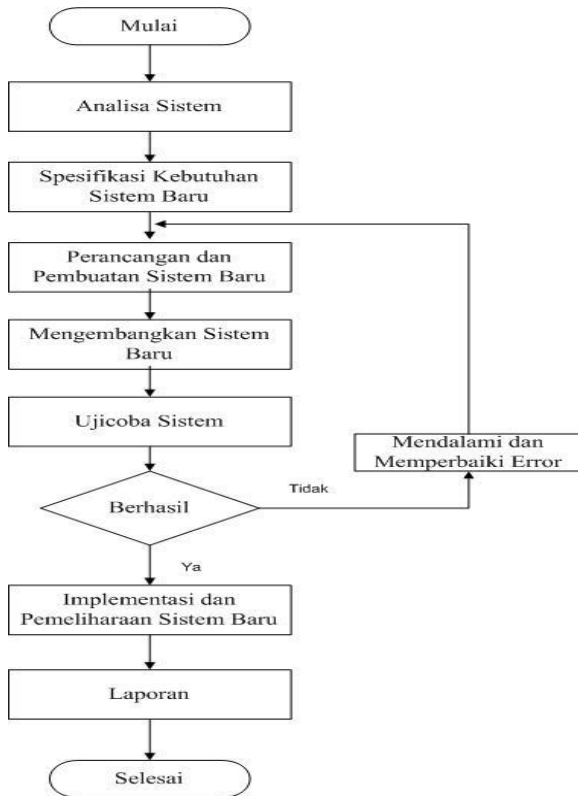 Mulai
Analisa Sistem
Spesifikasi Kebutuhan
Sistem Baru
Perancangan dan
Pembuatan Sistem Baru
Mengembangkan Sistem
Baru
Ujicoba Sistem
Mendalami dan
Memperbaiki Error
Berhasil
Tidak
Ya
Implementasi dan
Pemeliharaan Sistem Baru
Laporan
Selesai